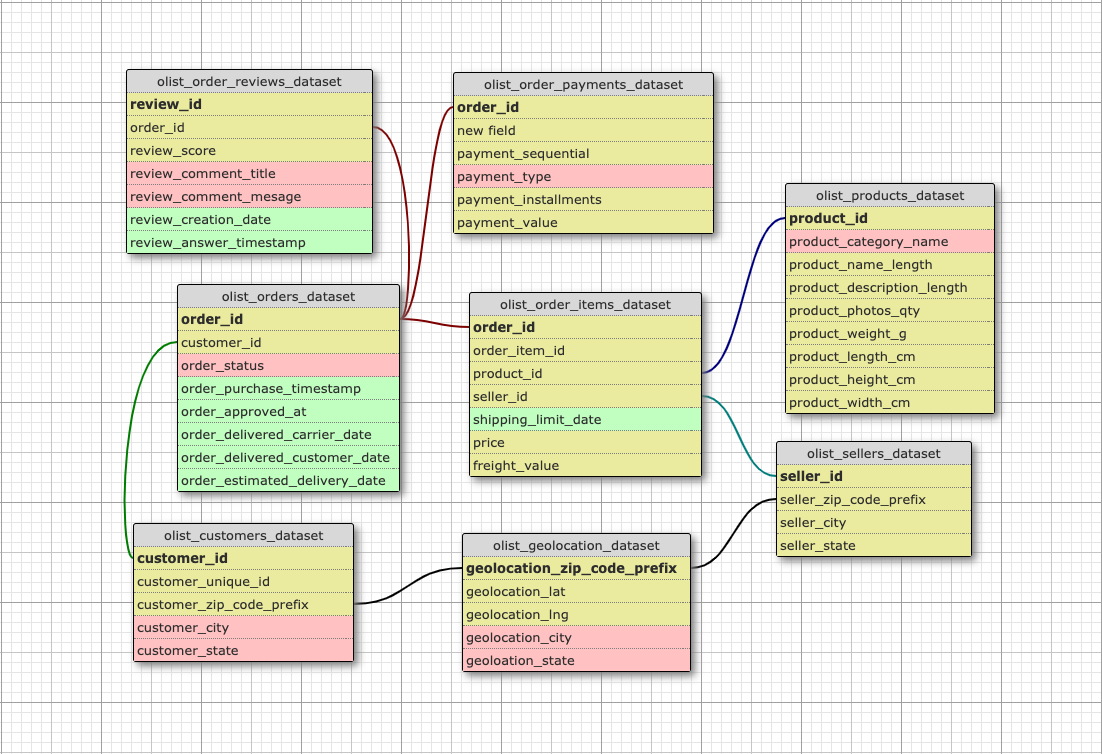 olist_order_reviews_dataset
review_id
order_id
review_score
review_comment_title
review_comment_mesage
review_creation_date
review_answer_timestamp
olist_order_payments_dataset
order_id
new field
payment_sequential
payment_type
payment_installments
payment_value
olist_products_dataset
product_id
product_category_name
product_name_length
product_description_length
product_photos_qty
product_weight_g
product_length_cm
product_height_cm
product_width_cm
olist_orders_dataset
order_id
customer_id
order_status
order_purchase_timestamp
order_approved_at
order_delivered_carrier_date
order_delivered_customer_date
order_estimated_delivery_date
olist_order_items_dataset
order_id
order_item_id
product_id
seller_id
shipping_limit_date
price
freight_value
olist_sellers_dataset
seller_id
seller_zip_code_prefix
seller_city
seller_state
olist_customers_dataset
customer_id
customer_unique_id
customer_zip_code_prefix
customer_city
customer_state
olist_geolocation_dataset
geolocation_zip_code_prefix
geolocation_lat
geolocation_lng
geolocation_city
geoloation_state